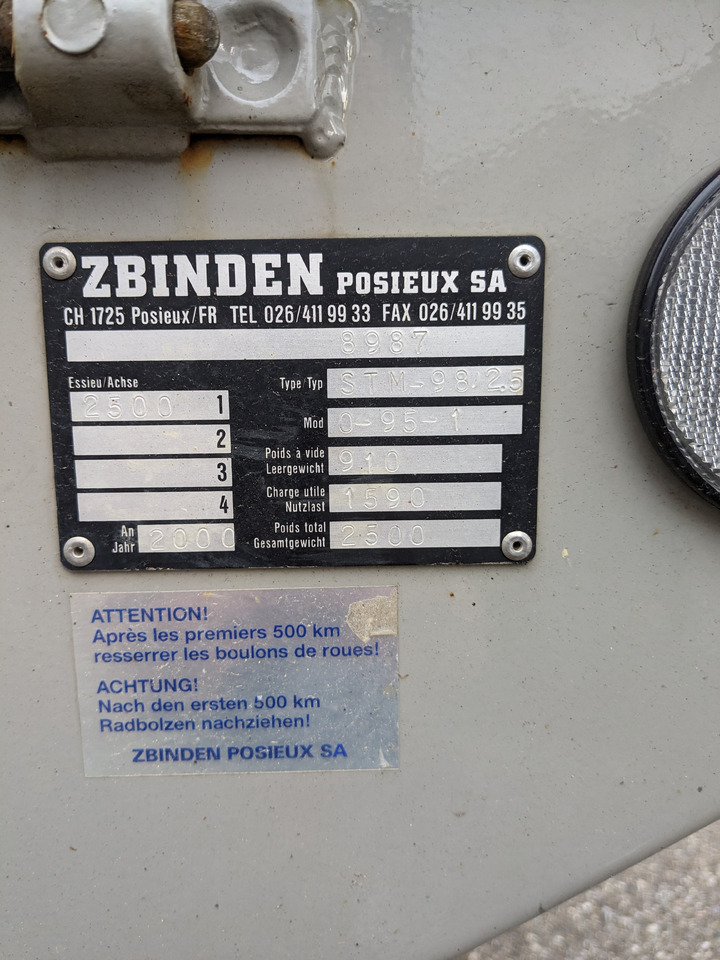 ZBINDEN POSIEUX SA
CH 1725 Posieux/FR TEL 026/411 99 33 FAX 026/411 99 35
8987
Essieu/Achse
2500 1
2
3
4
An
Jahr 2000
Type/Typ STM-98/2.5
Mod 0-95-1
Poids à vide
Leergewicht 910
Charge utile
Nutzlast 1590
Poids total
Gesamtgewicht 2500
ATTENTION!
Après les premiers 500 km
resserrer les boulons de roues!
ACHTUNG!
Nach den ersten 500 km
Radbolzen nachziehen!
ZBINDEN POSIEUX SA